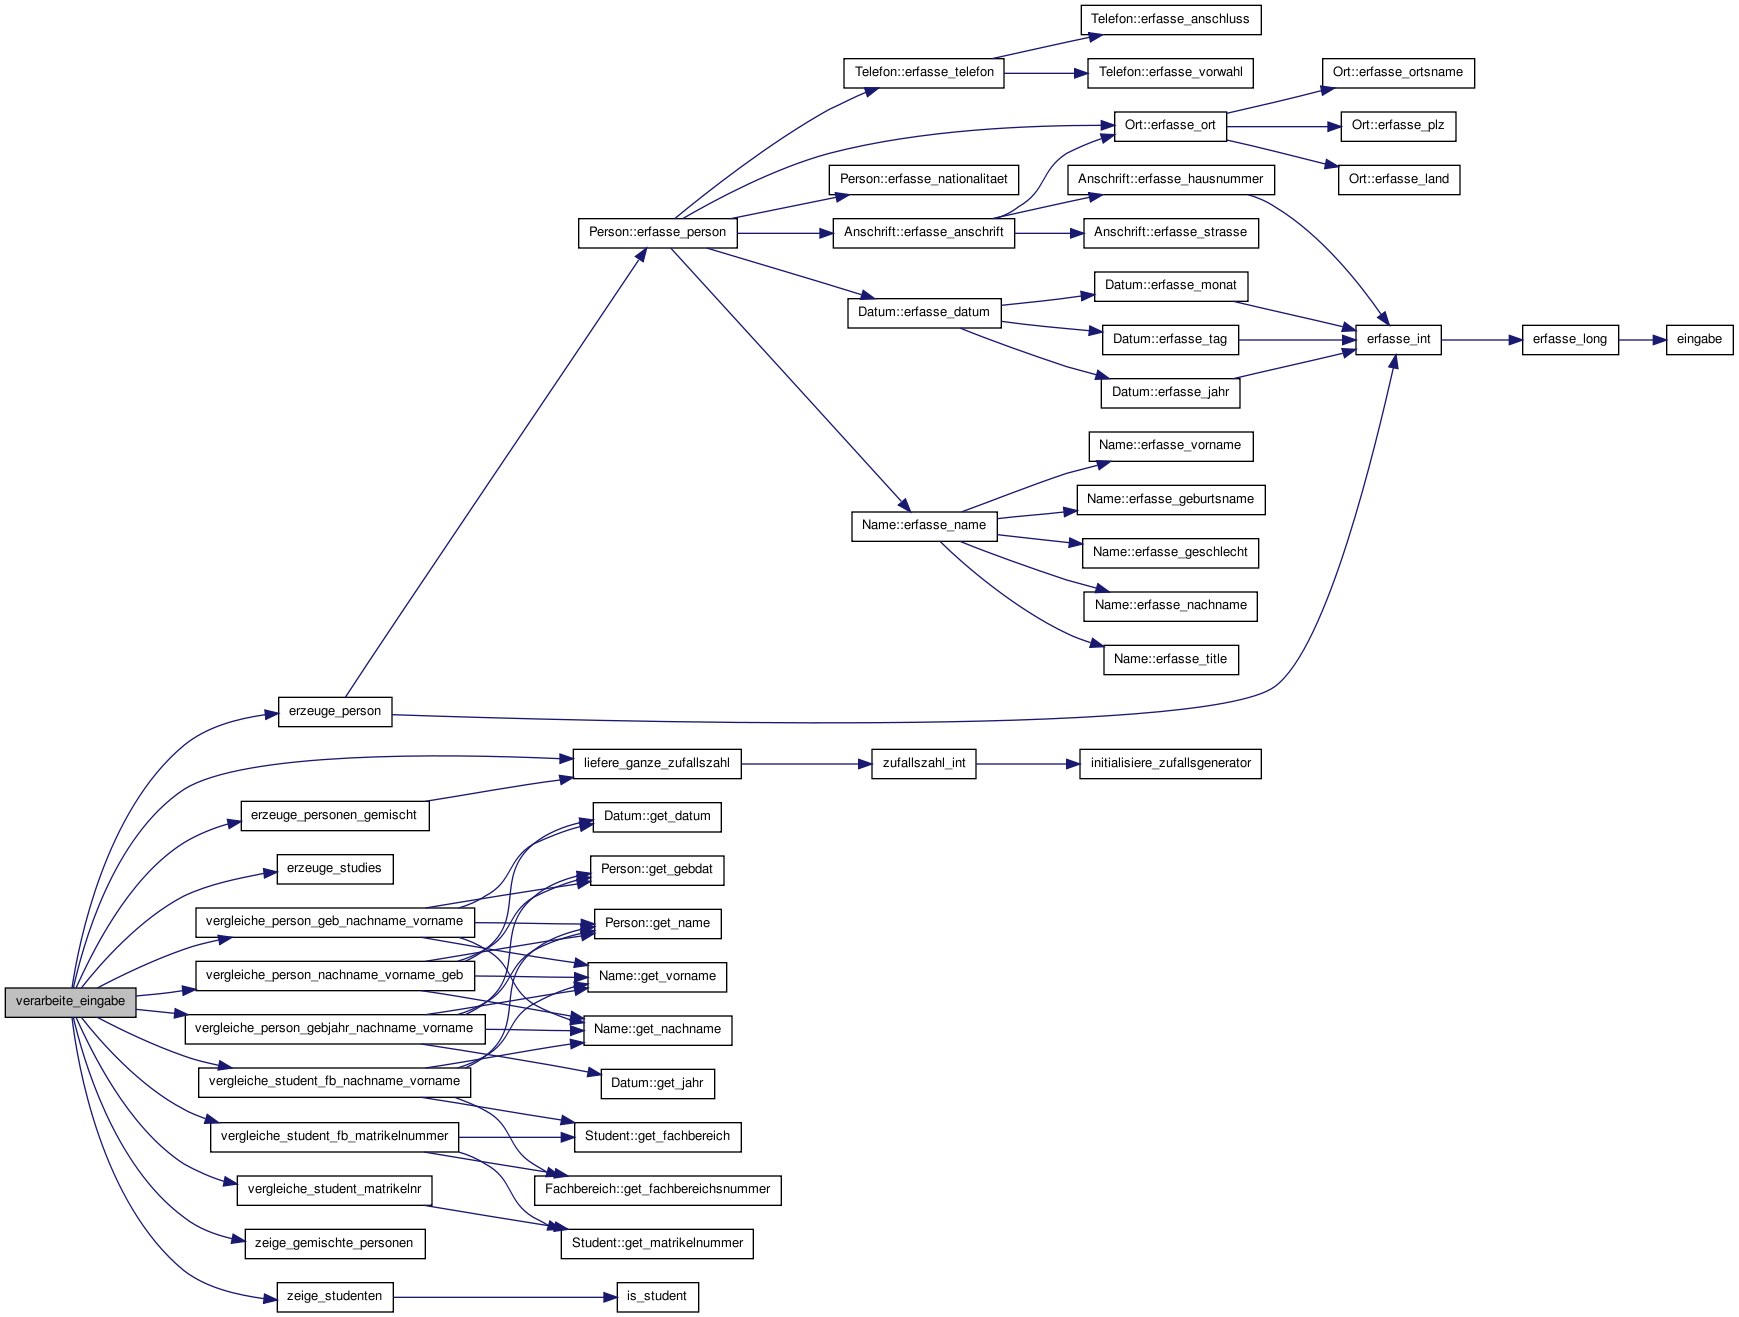 Telefon::erfasse_anschluss
Telefon::erfasse_telefon
Telefon::erfasse_vorwahl
Ort::erfasse_ortsname
Ort::erfasse_ort
Ort::erfasse_plz
Person::erfasse_nationalitaet
Anschrift::erfasse_hausnummer
Ort::erfasse_land
Person::erfasse_person
Anschrift::erfasse_anschrift
Anschrift::erfasse_strasse
Datum::erfasse_monat
Datum::erfasse_datum
Datum::erfasse_tag
erfasse_int
erfasse_long
eingabe
Datum::erfasse_jahr
Name::erfasse_vorname
Name::erfasse_geburtsname
Name::erfasse_name
Name::erfasse_geschlecht
Name::erfasse_nachname
Name::erfasse_title
erzeuge_person
liefere_ganze_zufallszahl
zufallszahl_int
initialisiere_zufallsgenerator
erzeuge_personen_gemischt
Datum::get_datum
erzeuge_studies
Person::get_gebdat
vergleiche_person_geb_nachname_vorname
Person::get_name
vergleiche_person_nachname_vorname_geb
Name::get_vorname
verarbeite_eingabe
vergleiche_person_gebjahr_nachname_vorname
Name::get_nachname
vergleiche_student_fb_nachname_vorname
Datum::get_jahr
vergleiche_student_fb_matrikelnummer
Student::get_fachbereich
vergleiche_student_matrikelnr
Fachbereich::get_fachbereichsnummer
zeige_gemischte_personen
Student::get_matrikelnummer
zeige_studenten
is_student